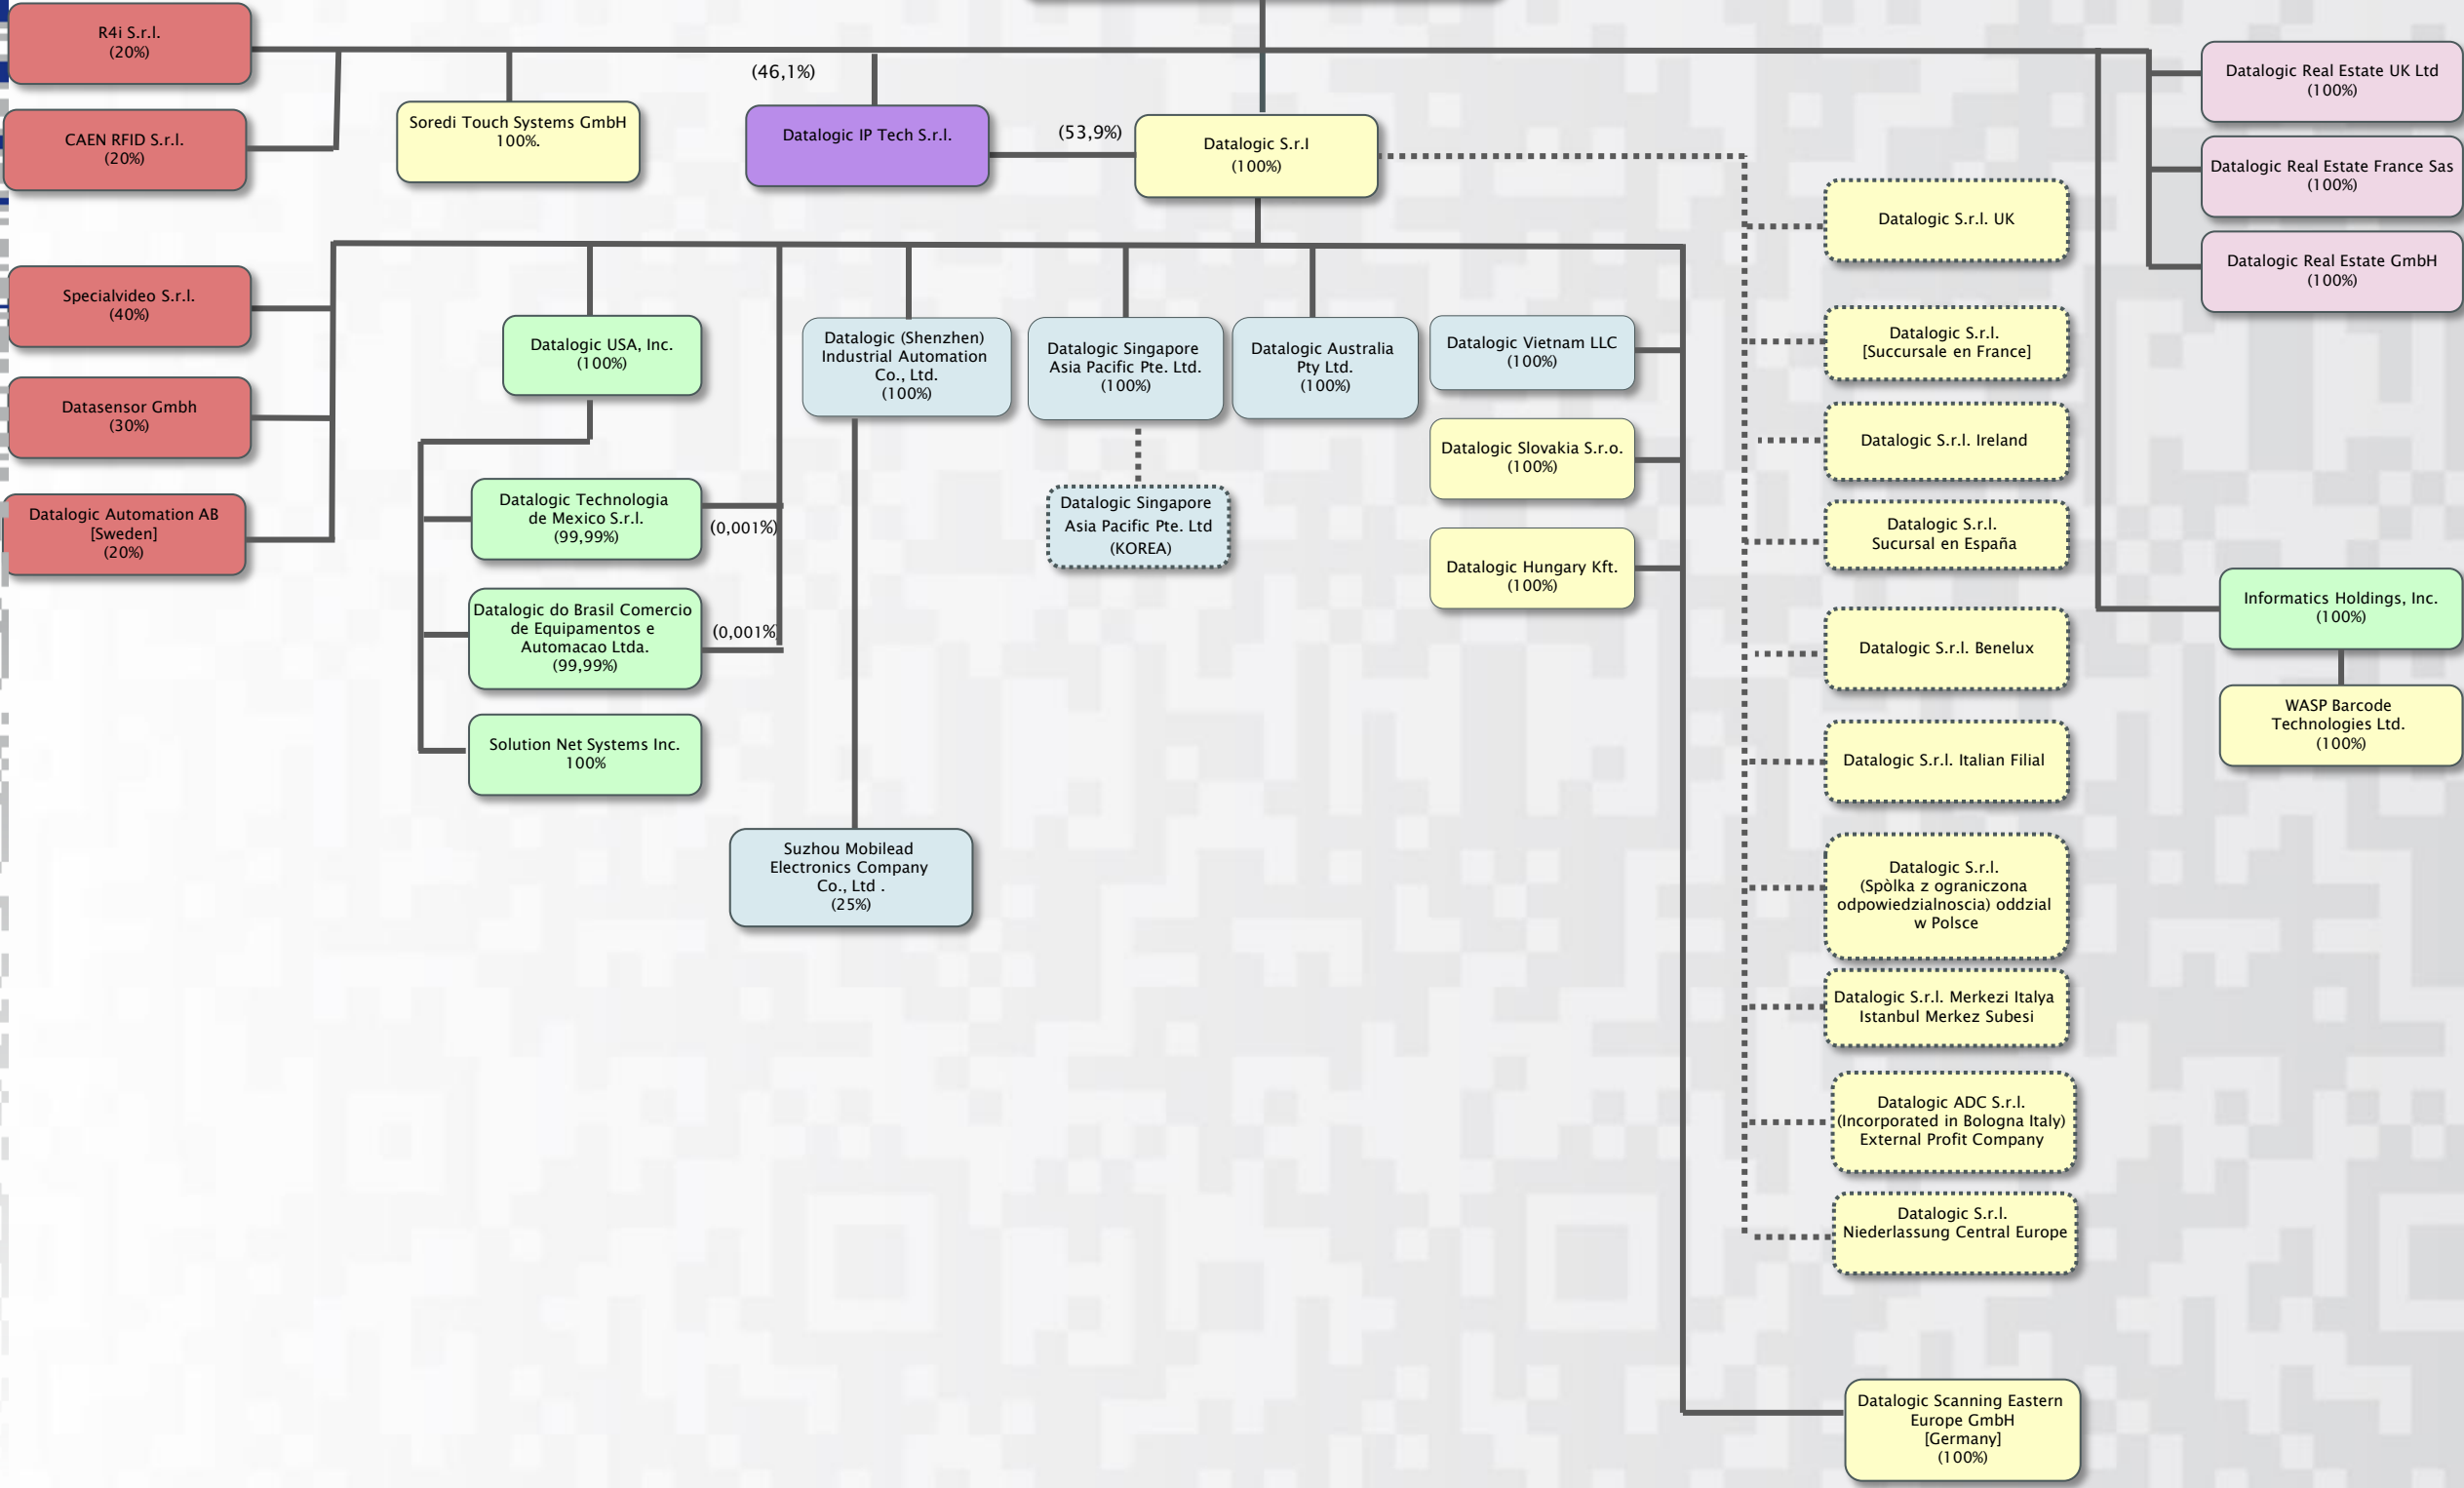 R4i S.r.l.
(20%)
CAEN RFID S.r.l.
(20%)
Soredi Touch Systems GmbH
100%.
(46,1%)
Datalogic IP Tech S.r.l.
(53,9%)
Datalogic S.r.l
(100%)
Datalogic Real Estate UK Ltd
(100%)
Datalogic Real Estate France Sas
(100%)
Datalogic Real Estate GmbH
(100%)
Specialvideo S.r.l.
(40%)
Datasensor Gmbh
(30%)
Datalogic Automation AB
[Sweden]
(20%)
Datalogic USA, Inc.
(100%)
Datalogic Technologia
de Mexico S.r.l.
(99,99%)
(0,001%)
Datalogic do Brasil Comercio
de Equipamentos e
Automacao Ltda.
(99,99%)
(0,001%
Solution Net Systems Inc.
100%
Datalogic (Shenzhen)
Industrial Automation
Co., Ltd.
(100%)
Suzhou Mobilead
Electronics Company
Co., Ltd .
(25%)
Datalogic Singapore
Asia Pacific Pte. Ltd.
(100%)
Datalogic Singapore
Asia Pacific Pte. Ltd
(KOREA)
Datalogic Australia
Pty Ltd.
(100%)
Datalogic Vietnam LLC
(100%)
Datalogic Slovakia S.r.o.
(100%)
Datalogic Hungary Kft.
(100%)
Datalogic S.r.l. UK
Datalogic S.r.l.
[Succursale en France]
Datalogic S.r.l. Ireland
Datalogic S.r.l.
Sucursal en España
Datalogic S.r.l. Benelux
Datalogic S.r.l. Italian Filial
Datalogic S.r.l.
(Spòlka z ograniczona
odpowiedzialnoscia) oddzial
w Polsce
Datalogic S.r.l. Merkezi Italya
Istanbul Merkez Subesi
Datalogic ADC S.r.l.
(Incorporated in Bologna Italy)
External Profit Company
Datalogic S.r.l.
Niederlassung Central Europe
Datalogic Scanning Eastern
Europe GmbH
[Germany]
(100%)
Informatics Holdings, Inc.
(100%)
WASP Barcode
Technologies Ltd.
(100%)